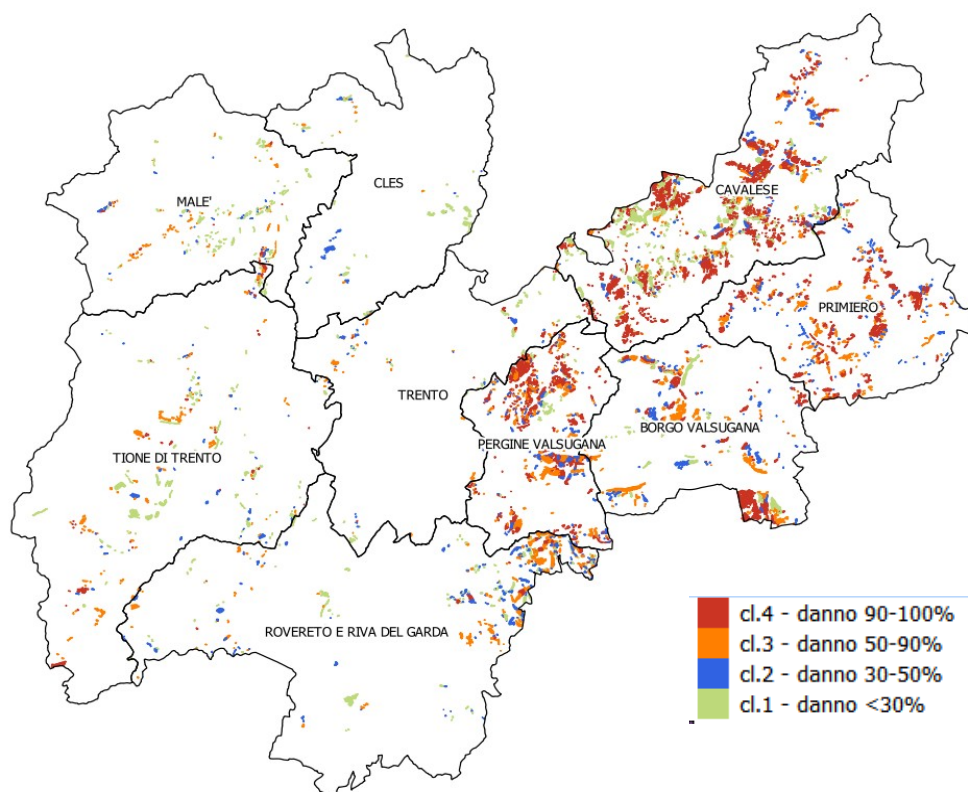 CAVALESE
CLES
MALE'
PRIMIERO
TRENTO
BORGO VALSUGANA
PERGINE VALSUGANA
TIONE DI TRENTO
ROVERETO E RIVA DEL GARDA
cl.4 - danno 90-100%
cl.3 - danno 50-90%
cl.2 - danno 30-50%
cl.1 - danno <30%